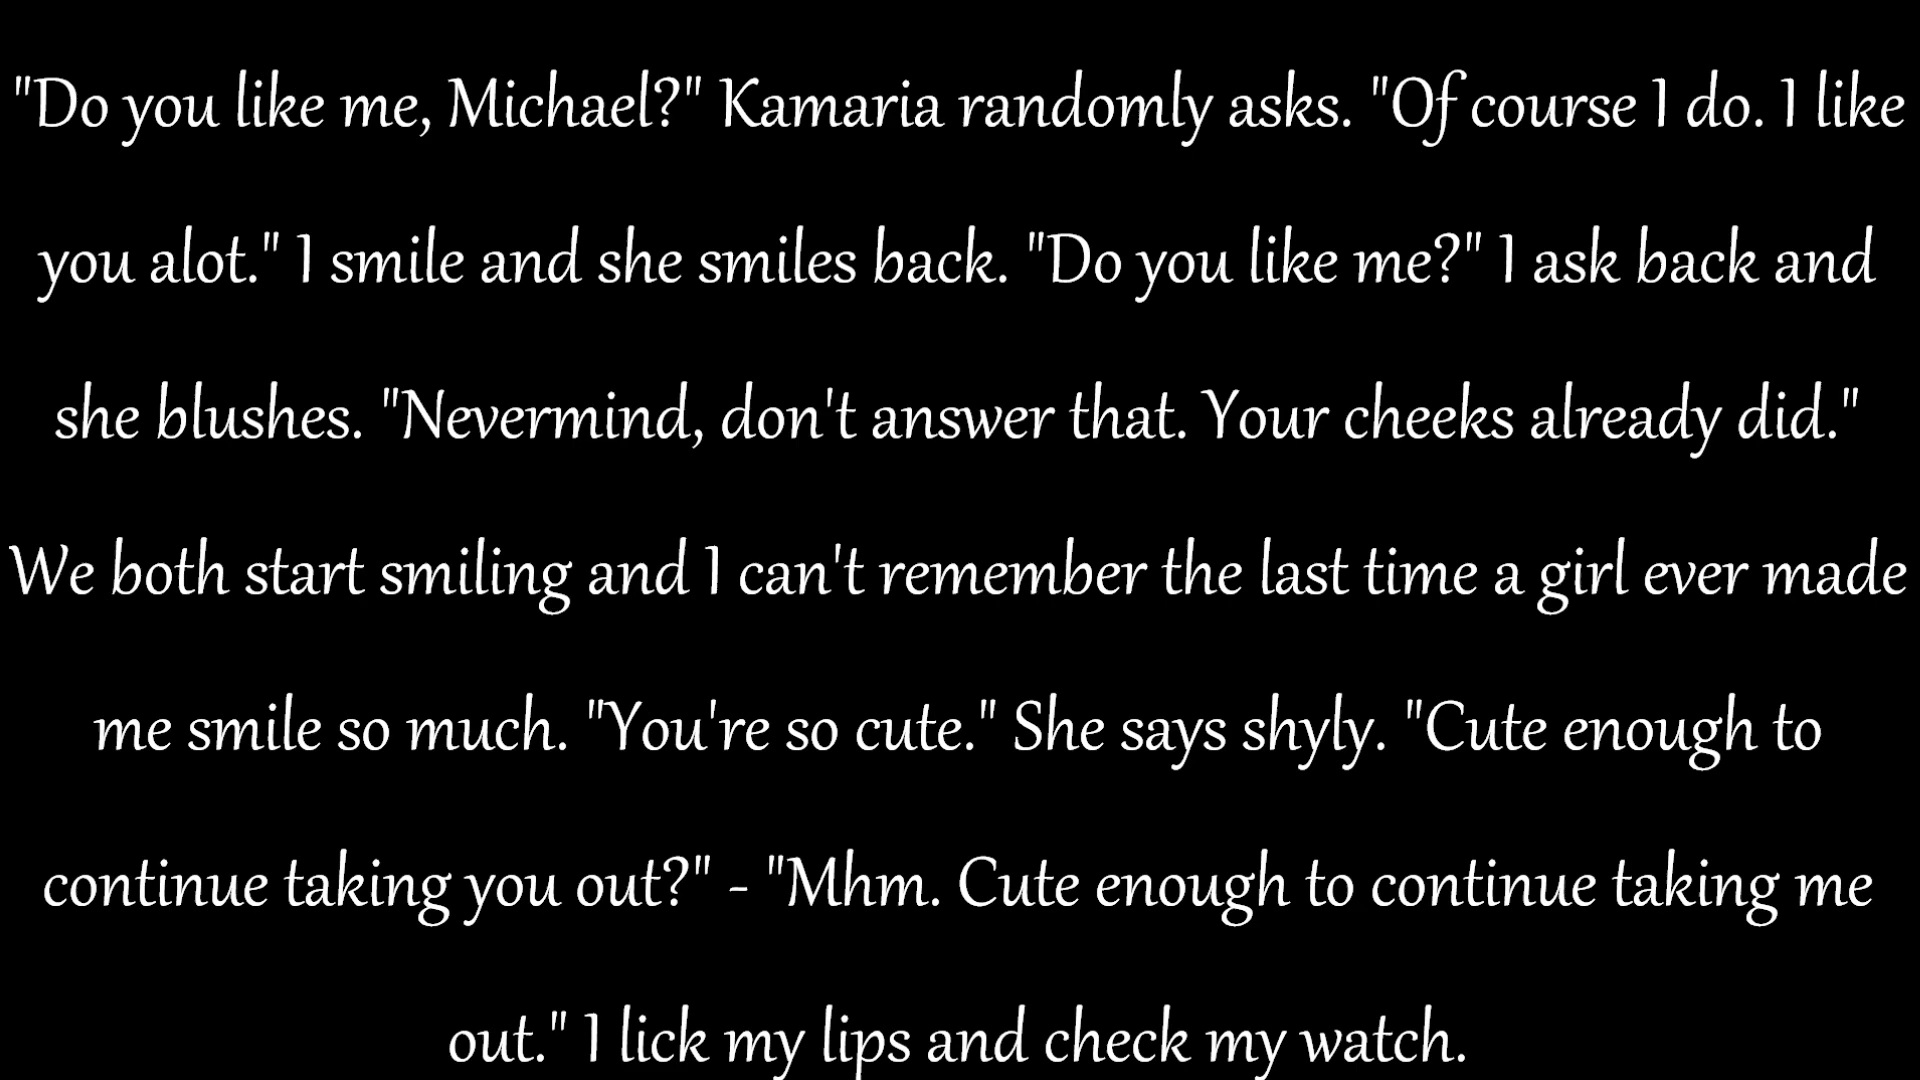 "Do you like me, Michael?" Kamaria randomly asks. "Of course I do. I like
you alot." I smile and she smiles back. "Do you like me?" I ask back and
she blushes. "Nevermind, don't answer that. Your cheeks already did."
We both start smiling and I can't remember the last time a girl ever made
me smile so much. "You're so cute." She says shyly. "Cute enough to
continue taking you out?" - "Mhm. Cute enough to continue taking me
out." I lick my lips and check my watch.